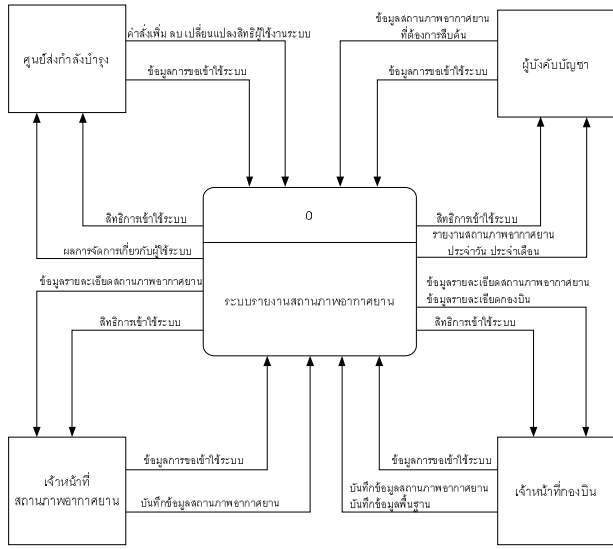 ศูนย์ส่งกำลังบำรุง
คำสั่งเพิ่ม ลบ เปลี่ยนแปลงสิทธิผู้ใช้งานระบบ
ข้อมูลการขอเข้าใช้ระบบ
ข้อมูลสถานภาพอากาศยาน
ที่ต้องการสืบค้น
ข้อมูลการขอเข้าใช้ระบบ
ผู้บังคับบัญชา
สิทธิการเข้าใช้ระบบ
ผลการจัดการเกี่ยวกับผู้ใช้ระบบ
ข้อมูลรายละเอียดสถานภาพอากาศยาน
สิทธิการเข้าใช้ระบบ
0
ระบบรายงานสถานภาพอากาศยาน
สิทธิการเข้าใช้ระบบ
รายงานสถานภาพอากาศยาน
ประจำวัน ประจำเดือน
ข้อมูลรายละเอียดสถานภาพอากาศยาน
ข้อมูลรายละเอียดกองบิน
สิทธิการเข้าใช้ระบบ
เจ้าหน้าที่
สถานภาพอากาศยาน
ข้อมูลการขอเข้าใช้ระบบ
บันทึกข้อมูลสถานภาพอากาศยาน
ข้อมูลการขอเข้าใช้ระบบ
บันทึกข้อมูลสถานภาพอากาศยาน
บันทึกข้อมูลพื้นฐาน
เจ้าหน้าที่กองบิน